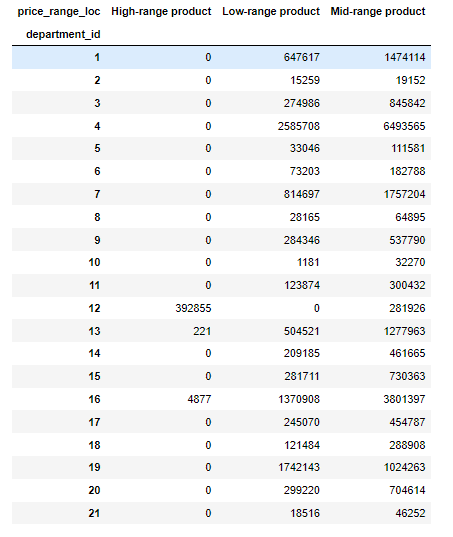 price_range_loc High-range product Low-range product Mid-range product
department_id
1 0 647617 1474114
2 0 15259 19152
3 0 274986 845842
4 0 2585708 6493565
5 0 33046 111581
6 0 73203 182788
7 0 814697 1757204
8 0 28165 64895
9 0 284346 537790
10 0 1181 32270
11 0 123874 300432
12 392855 0 281926
13 221 504521 1277963
14 0 209185 461665
15 0 281711 730363
16 4877 1370908 3801397
17 0 245070 454787
18 0 121484 288908
19 0 1742143 1024263
20 0 299220 704614
21 0 18516 46252